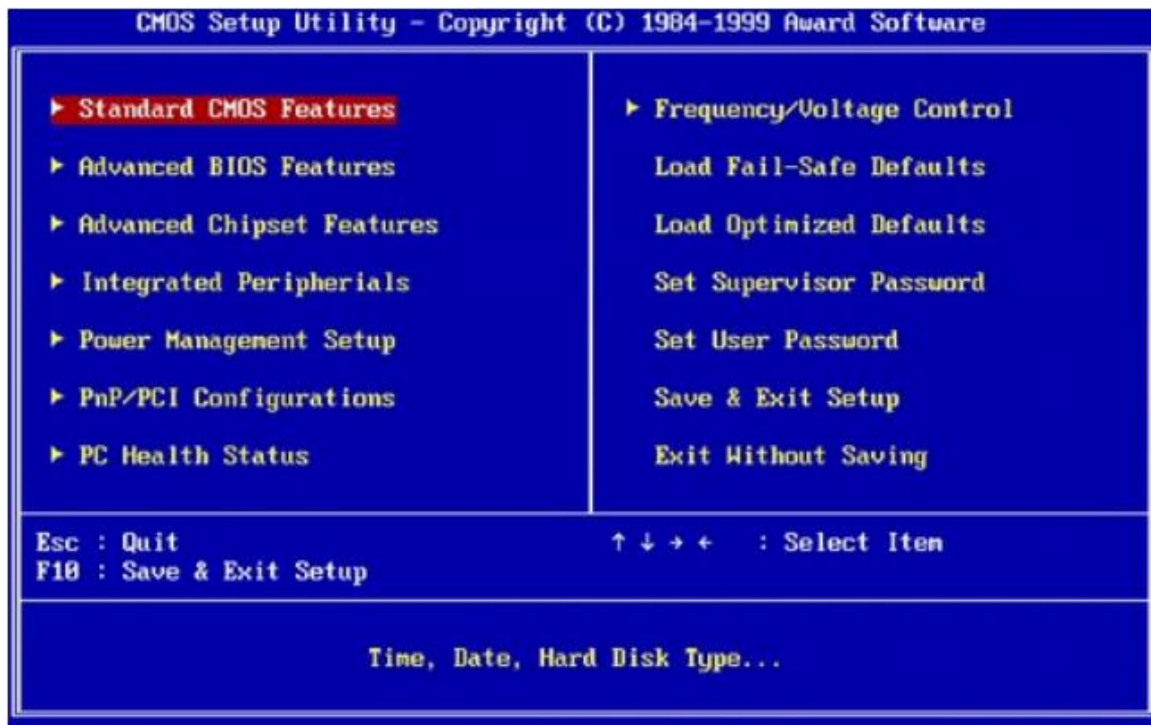 CMOS Setup Utility - Copyright (C) 1984-1999 Award Software
▶ Standard CMOS Features
▶ Advanced BIOS Features
▶ Advanced Chipset Features
▶ Integrated Peripherials
▶ Power Management Setup
▶ PnP/PCI Configurations
▶ PC Health Status
▶ Frequency/Voltage Control
Load Fail-Safe Defaults
Load Optimized Defaults
Set Supervisor Password
Set User Password
Save & Exit Setup
Exit Without Saving
Esc : Quit
F10 : Save & Exit Setup
↑ ↓ → ← : Select Item
Time, Date, Hard Disk Type...